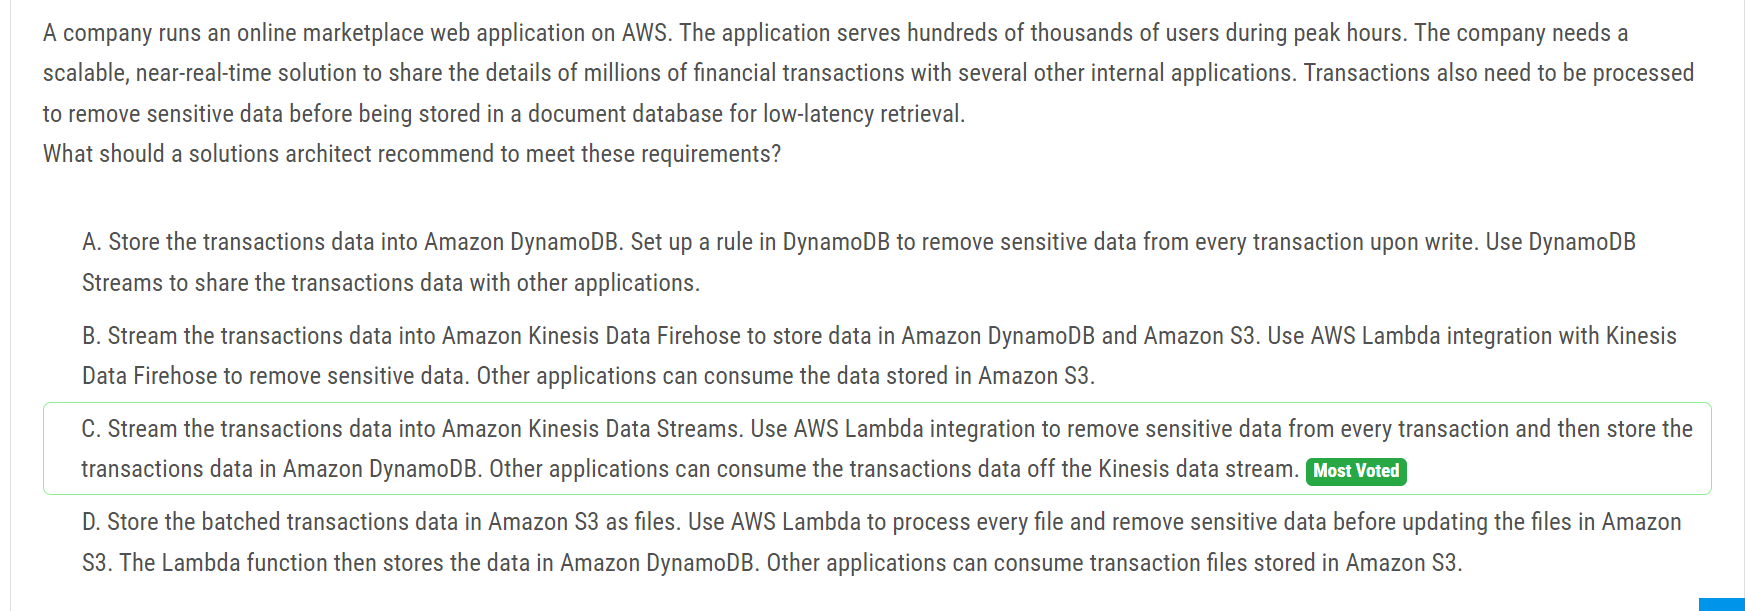 A company runs an online marketplace web application on AWS. The application serves hundreds of thousands of users during peak hours. The company needs a
scalable, near-real-time solution to share the details of millions of financial transactions with several other internal applications. Transactions also need to be processed
to remove sensitive data before being stored in a document database for low-latency retrieval.
What should a solutions architect recommend to meet these requirements?
A. Store the transactions data into Amazon DynamoDB. Set up a rule in DynamoDB to remove sensitive data from every transaction upon write. Use DynamoDB
Streams to share the transactions data with other applications.
B. Stream the transactions data into Amazon Kinesis Data Firehose to store data in Amazon DynamoDB and Amazon S3. Use AWS Lambda integration with Kinesis
Data Firehose to remove sensitive data. Other applications can consume the data stored in Amazon S3.
C. Stream the transactions data into Amazon Kinesis Data Streams. Use AWS Lambda integration to remove sensitive data from every transaction and then store the
transactions data in Amazon DynamoDB. Other applications can consume the transactions data off the Kinesis data stream. Most Voted
D. Store the batched transactions data in Amazon S3 as files. Use AWS Lambda to process every file and remove sensitive data before updating the files in Amazon
S3. The Lambda function then stores the data in Amazon DynamoDB. Other applications can consume transaction files stored in Amazon S3.